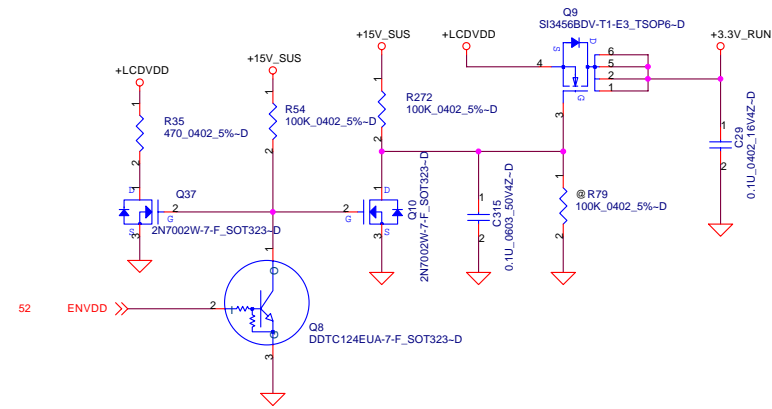 Q9
SI3456BDV-T1-E3_TSOP6~D
+15V_SUS
+LCDVDD
+3.3V_RUN
+15V_SUS
+LCDVDD
D
S
G
4
6
5
2
1
3
1
R35
470_0402_5%~D
2
1
R54
100K_0402_5%~D
2
1
R272
100K_0402_5%~D
2
1
2
C29
0.1U_0402_16V4Z~D
D
1
Q37
2
G
S
3
2N7002W-7-F_SOT323~D
2
G
D
1
S
3
Q10
2N7002W-7-F_SOT323~D
1
2
C315
0.1U_0603_50V4Z~D
1
@R79
100K_0402_5%~D
2
1
52
ENVDD
2
Q8
DDTC124EUA-7-F_SOT323~D
3